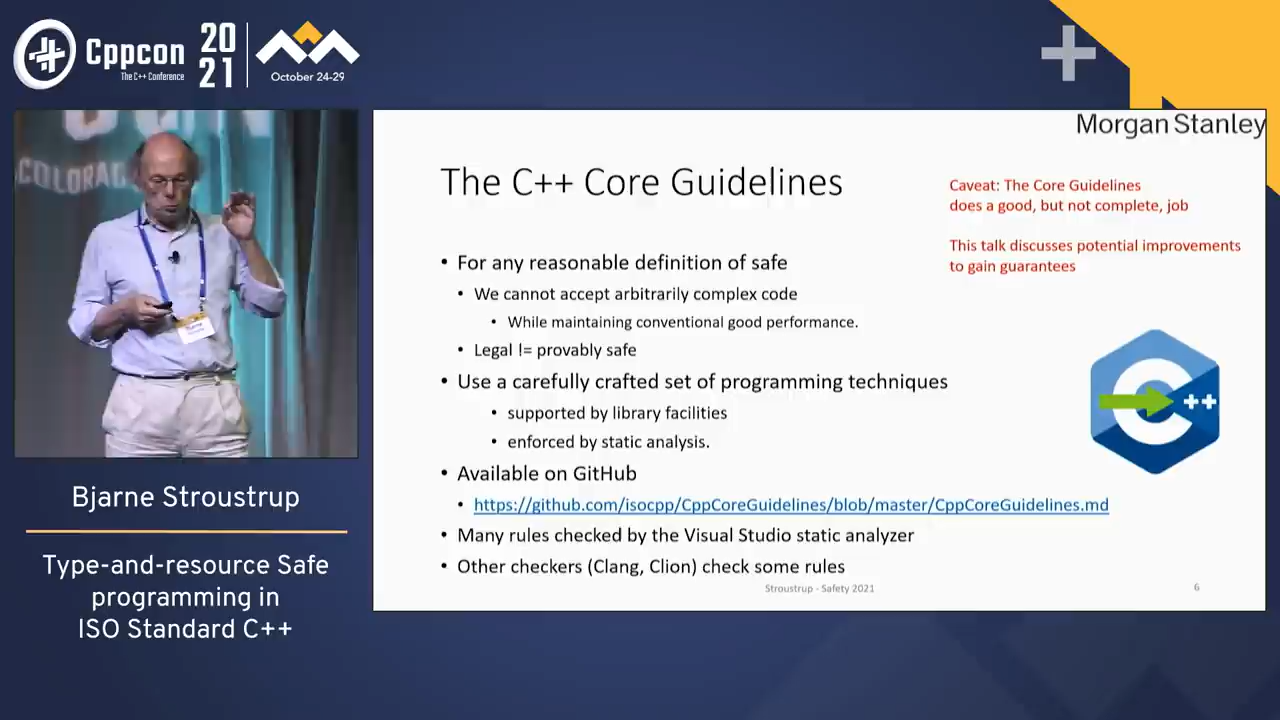 Cppcon
The C++ Conference
20
21
October 24-29
COLORAD
Bjarne Stroustrup
Type-and-resource Safe
programming in
ISO Standard C++
Morgan Stanley
The C++ Core Guidelines
Caveat: The Core Guidelines
does a good, but not complete, job
This talk discusses potential improvements
to gain guarantees
• For any reasonable definition of safe
• We cannot accept arbitrarily complex code
• While maintaining conventional good performance.
• Legal != provably safe
• Use a carefully crafted set of programming techniques
• supported by library facilities
• enforced by static analysis.
• Available on GitHub
• https://github.com/isocpp/CppCoreGuidelines/blob/master/CppCoreGuidelines.md
• Many rules checked by the Visual Studio static analyzer
• Other checkers (Clang, Clion) check some rules
C ++
Stroustrup - Safety 2021
6